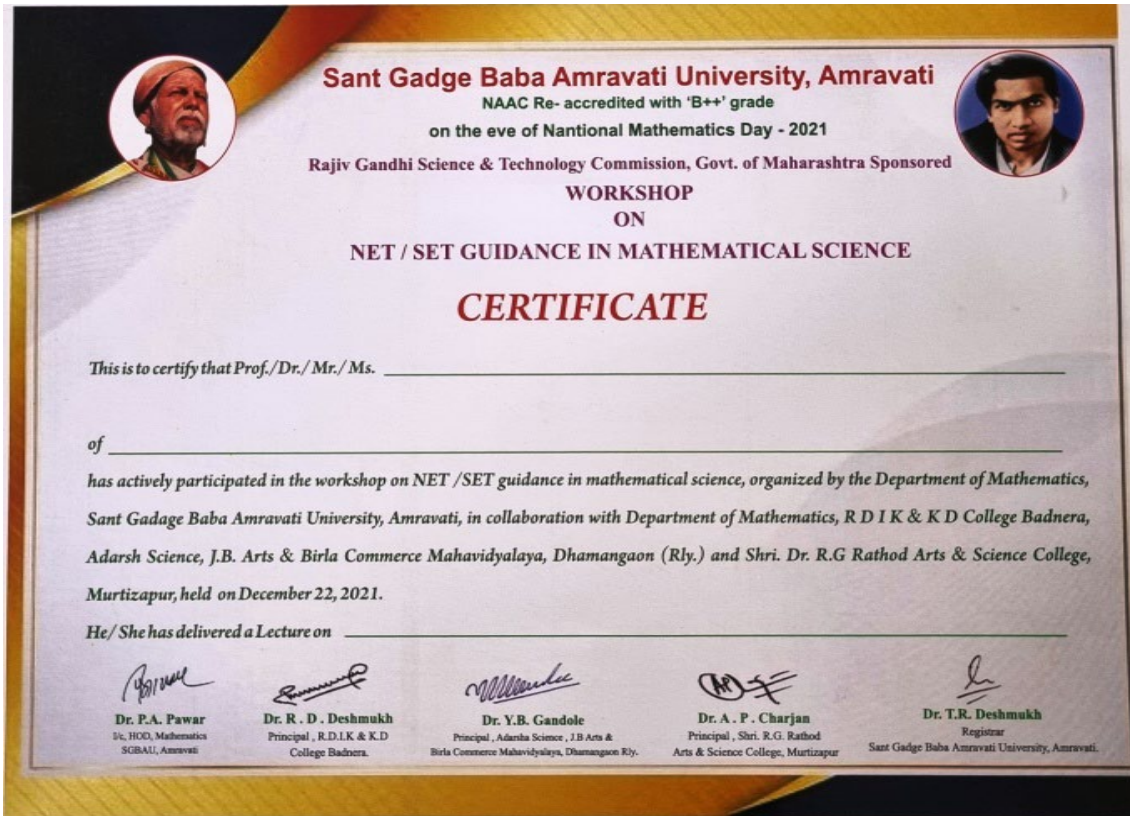 Sant Gadge Baba Amravati University, Amravati
NAAC Re- accredited with 'B++' grade
on the eve of Nantional Mathematics Day - 2021
Rajiv Gandhi Science & Technology Commission, Govt. of Maharashtra Sponsored
WORKSHOP
ON
NET / SET GUIDANCE IN MATHEMATICAL SCIENCE
CERTIFICATE
This is to certify that Prof./Dr./ Mr./ Ms.
of
has actively participated in the workshop on NET /SET guidance in mathematical science, organized by the Department of Mathematics,
Sant Gadage Baba Amravati University, Amravati, in collaboration with Department of Mathematics, R D I K & K D College Badnera,
Adarsh Science, J.B. Arts & Birla Commerce Mahavidyalaya, Dhamangaon (Rly.) and Shri. Dr. R.G Rathod Arts & Science College,
Murtizapur, held on December 22, 2021.
He/ She has delivered a Lecture on
Dr. P.A. Pawar
I/c, HOD, Mathematics
SGBAU, Amravati
Dr. R . D . Deshmukh
Principal , R.D.I.K & K.D
College Badnera.
Dr. Y.B. Gandole
Principal , Adarsha Science , J.B Arts &
Birla Commerce Mahavidyalaya, Dhamangaon Rly.
Dr. A . P . Charjan
Principal , Shri. R.G. Rathod
Arts & Science College, Murtizapur
Dr. T.R. Deshmukh
Registrar
Sant Gadge Baba Amravati University, Amravati.